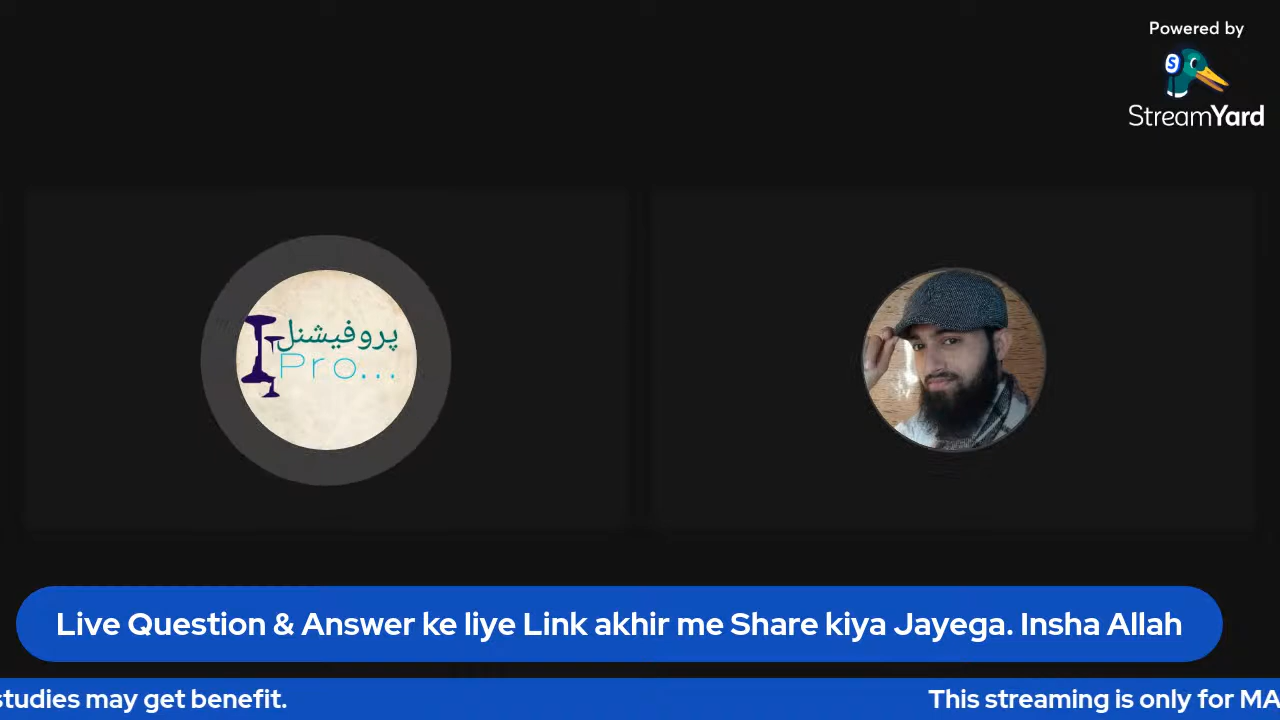 Powered by
StreamYard
پروفیشنل
Pro...
Live Question & Answer ke liye Link akhir me Share kiya Jayega. Insha Allah
studies may get benefit.
This streaming is only for MA